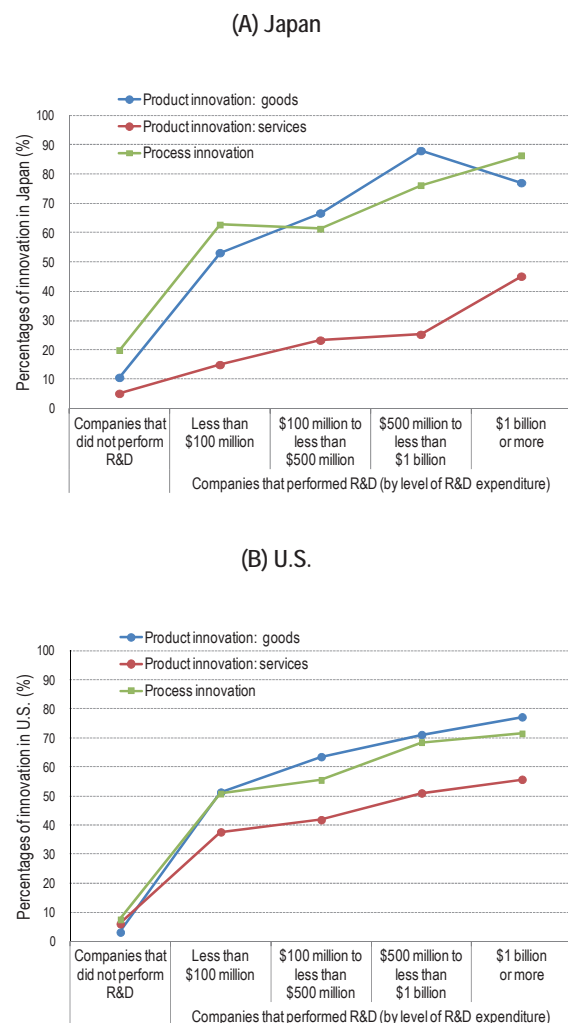 (A) Japan
Product innovation: goods
Product innovation: services
Process innovation
Percentages of innovation in Japan (%)
100
90
80
70
60
50
40
30
20
10
0
Companies that
did not perform
R&D
Less than
$100 million
$100 million to
less than
$500 million
$500 million to
less than
$1 billion
$1 billion
or more
Companies that performed R&D (by level of R&D expenditure)
(B) U.S.
Product innovation: goods
Product innovation: services
Process innovation
Percentages of innovation in U.S. (%)
100
90
80
70
60
50
40
30
20
10
0
Companies that
did not perform
R&D
Less than
$100 million
$100 million to
less than
$500 million
$500 million to
less than
$1 billion
$1 billion
or more
Companies that performed R&D (by level of R&D expenditure)